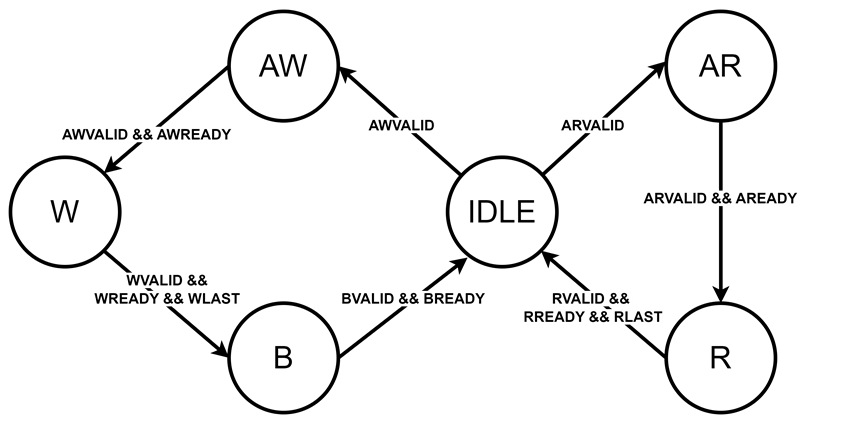 AW
AR
AWVALID
ARVALID
AWVALID && AWREADY
ARVALID && AREADY
W
IDLE
WVALID &&
WREADY && WLAST
BVALID && BREADY
RVALID &&
RREADY && RLAST
B
R